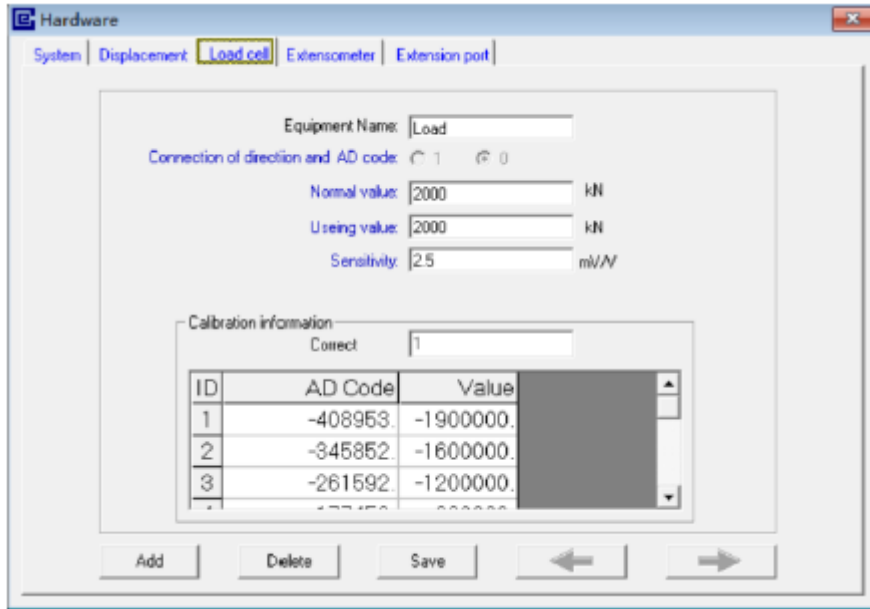 Hardware
System Displacement Load cell Extensometer Extension port
Equipment Name: Load
Connection of direction and AD code: 1 0
Normal value: 2000 kN
Useing value: 2000 kN
Sensitivity: 2.5 mV/V
Calibration information
Correct 1
ID AD Code Value
1 -408953. -1900000.
2 -345852. -1600000.
3 -261592. -1200000.
Add Delete Save